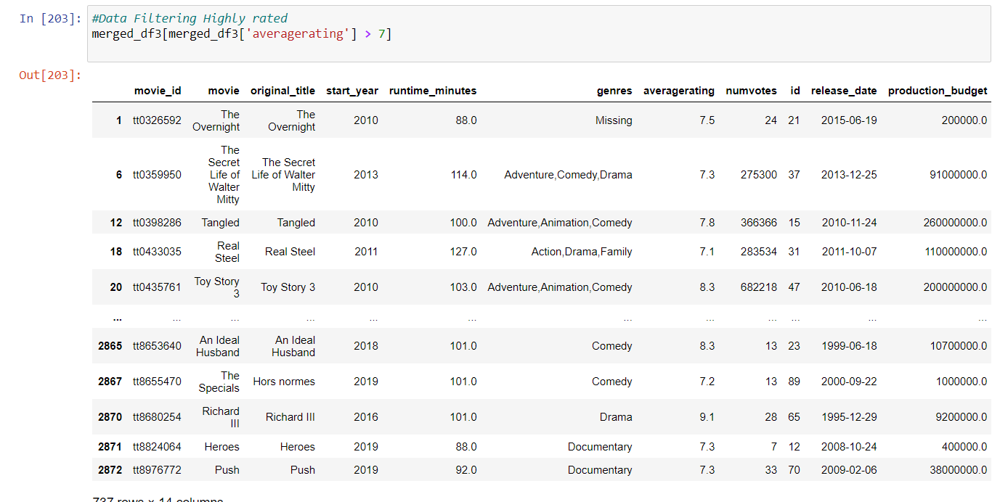 In [203]: #Data Filtering Highly rated
merged_df3[merged_df3['averagerating'] > 7]
Out[203]:
movie_id movie original_title start_year runtime_minutes genres averagerating numvotes id release_date production_budget
1 tt0326592 The Overnight The Overnight 2010 88.0 Missing 7.5 24 21 2015-06-19 200000.0
6 tt0359950 The Secret Life of Walter Mitty The Secret Life of Walter Mitty 2013 114.0 Adventure,Comedy,Drama 7.3 275300 37 2013-12-25 91000000.0
12 tt0398286 Tangled Tangled 2010 100.0 Adventure,Animation,Comedy 7.8 366366 15 2010-11-24 260000000.0
18 tt0433035 Real Steel Real Steel 2011 127.0 Action,Drama,Family 7.1 283534 31 2011-10-07 110000000.0
20 tt0435761 Toy Story 3 Toy Story 3 2010 103.0 Adventure,Animation,Comedy 8.3 682218 47 2010-06-18 200000000.0
... ... ... ... ... ... ... ... ... ... ... ...
2865 tt8653640 An Ideal Husband An Ideal Husband 2018 101.0 Comedy 8.3 13 23 1999-06-18 10700000.0
2867 tt8655470 The Specials Hors normes 2019 101.0 Comedy 7.2 13 89 2000-09-22 1000000.0
2870 tt8680254 Richard III Richard III 2016 101.0 Drama 9.1 28 65 1995-12-29 9200000.0
2871 tt8824064 Heroes Heroes 2019 88.0 Documentary 7.3 7 12 2008-10-24 400000.0
2872 tt8976772 Push Push 2019 92.0 Documentary 7.3 33 70 2009-02-06 38000000.0
737 rows × 14 columns